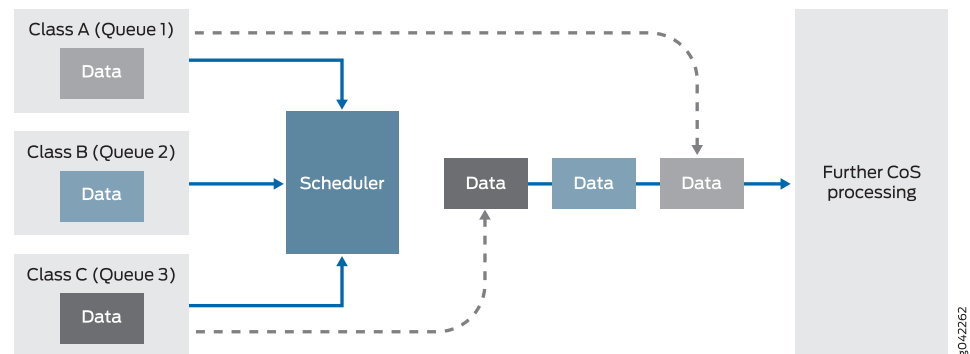 Class A (Queue 1)
Data
Class B (Queue 2)
Data
Class C (Queue 3)
Data
Scheduler
Data
Data
Data
Further CoS
processing
g042262